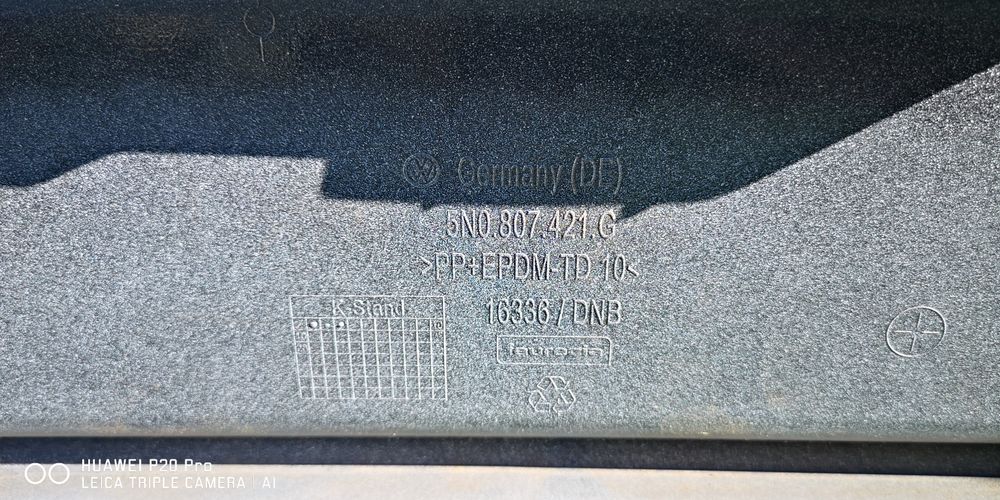 Germany (DE)
5N0.807.421.G
>PP+EPDM-TD 10<
16336 / DNB
K-Stand
10
faurecia
HUAWEI P20 Pro
LEICA TRIPLE CAMERA | AI